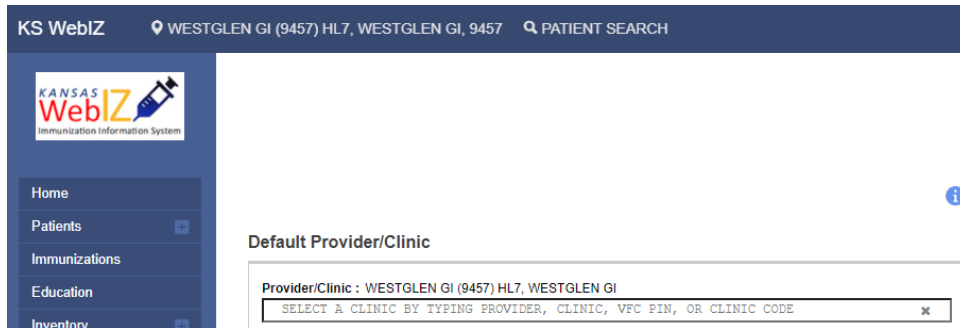 KS WebIZ WESTGLEN GI (9457) HL7, WESTGLEN GI, 9457 PATIENT SEARCH
KANSAS
WebIZ
Immunization Information System
Home
Patients
Immunizations
Education
Inventory
Default Provider/Clinic
Provider/Clinic : WESTGLEN GI (9457) HL7, WESTGLEN GI
SELECT A CLINIC BY TYPING PROVIDER, CLINIC, VFC PIN, OR CLINIC CODE